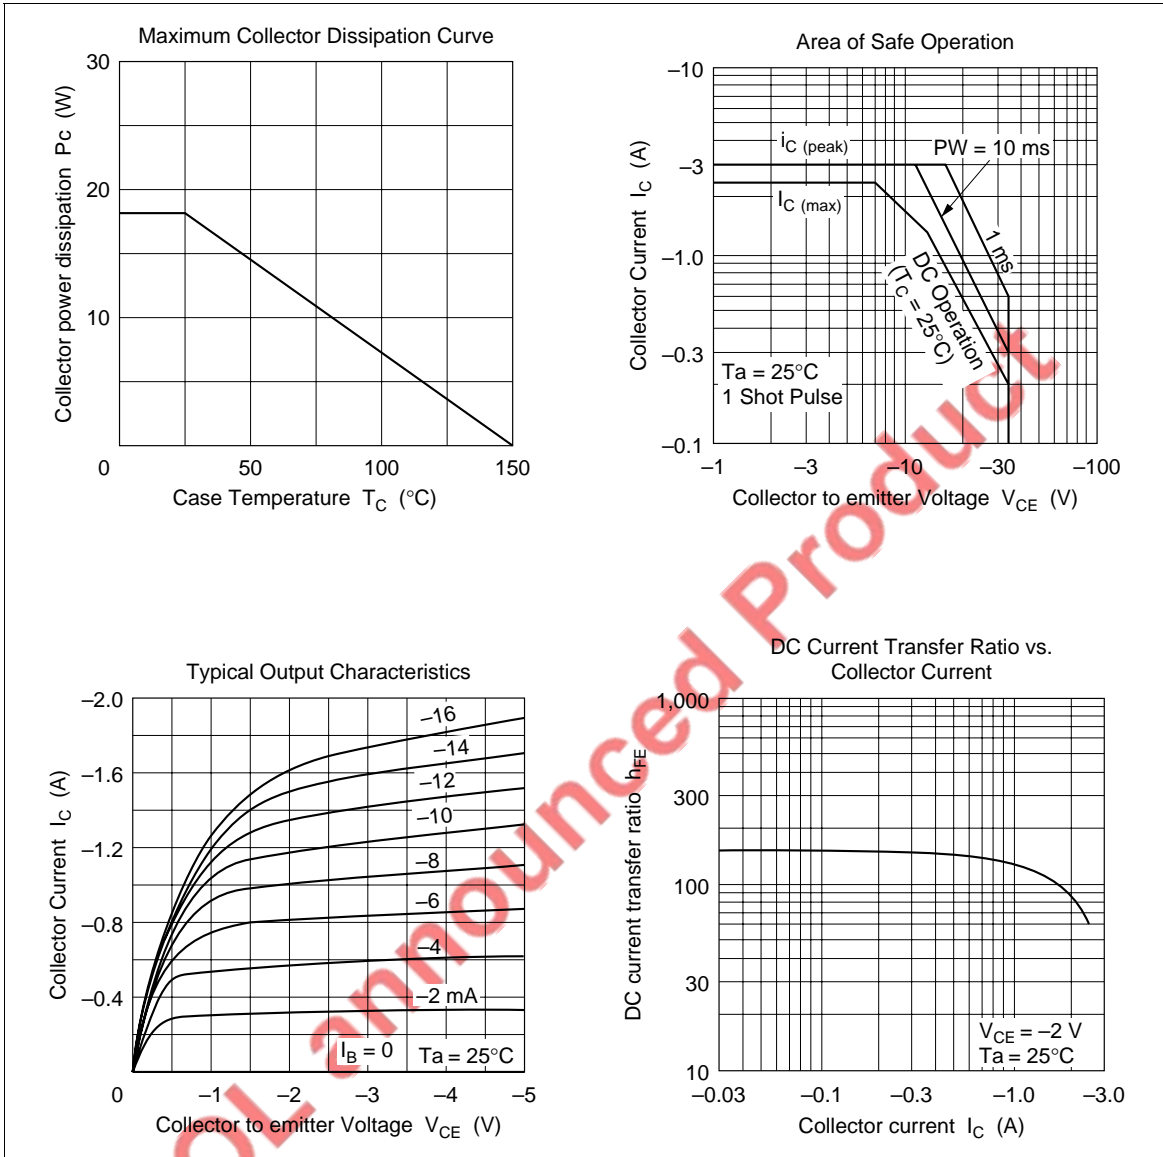 Maximum Collector Dissipation Curve
30
20
10
0
50
100
150
Collector power dissipation Pc (W)
Case Temperature TC (°C)
Area of Safe Operation
–10
–3
–1.0
–0.3
–0.1
–1
–3
–10
–30
–100
Collector Current IC (A)
Collector to emitter Voltage VCE (V)
iC (peak)
IC (max)
PW = 10 ms
1 ms
DC Operation
(TC = 25°C)
Ta = 25°C
1 Shot Pulse
Typical Output Characteristics
–2.0
–1.6
–1.2
–0.8
–0.4
0
–1
–2
–3
–4
–5
Collector Current IC (A)
Collector to emitter Voltage VCE (V)
–16
–14
–12
–10
–8
–6
–4
–2 mA
IB = 0
Ta = 25°C
DC Current Transfer Ratio vs.
Collector Current
1,000
300
100
30
10
–0.03
–0.1
–0.3
–1.0
–3.0
DC current transfer ratio hFE
Collector current IC (A)
VCE = –2 V
Ta = 25°C
OL announced Product